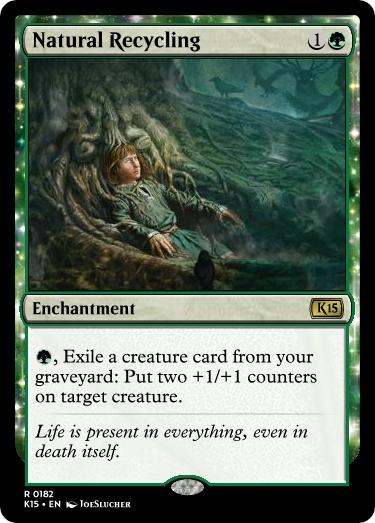 Natural Recycling 1
Enchantment K15
, Exile a creature card from your
graveyard: Put two +1/+1 counters
on target creature.
Life is present in everything, even in
death itself.
R 0182
K15 • EN JoeSlucher